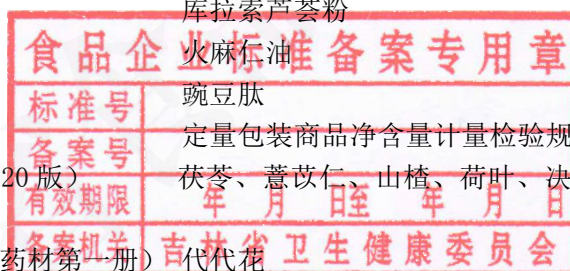 库拉索芦荟粉
食品企业标准备案专用章
火麻仁油
标准号
豌豆肽
定量包装商品净含量计量检验规
备案号
20版) 茯苓、薏苡仁、山楂、荷叶、决
有效期限 年 月 日至 年 月 日
备案机关 吉林省卫生健康委员会
药材第一册) 代代花